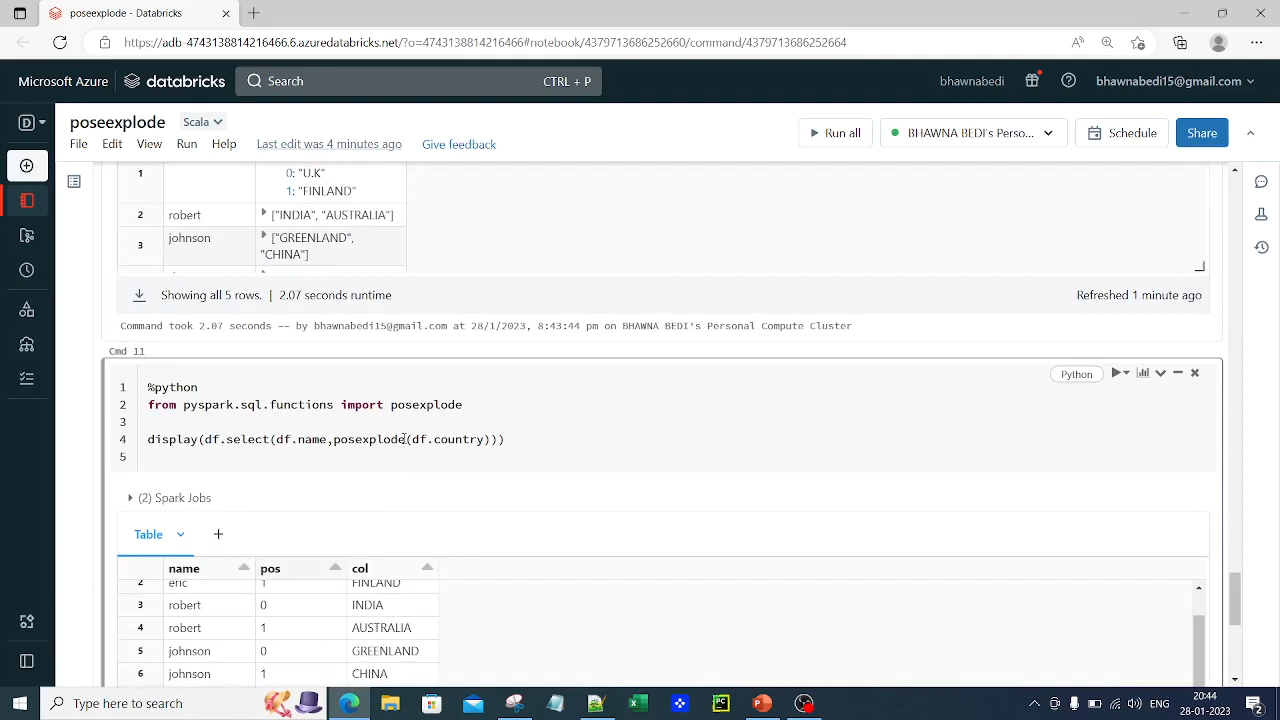 poseexplode - Databricks
https://adb-4743138814216466.6.azuredatabricks.net/?o=4743138814216466#notebook/4379713686252660/command/4379713686252664
Microsoft Azure databricks Search CTRL + P bhawnabedi bhawnabedi15@gmail.com
poseexplode Scala
File Edit View Run Help Last edit was 4 minutes ago Give feedback
Run all BHAWNA BEDI's Perso... Schedule Share
1 0: "U.K"
1: "FINLAND"
2 robert ["INDIA", "AUSTRALIA"]
3 johnson ["GREENLAND",
"CHINA"]
Showing all 5 rows. | 2.07 seconds runtime Refreshed 1 minute ago
Command took 2.07 seconds -- by bhawnabedi15@gmail.com at 28/1/2023, 8:43:44 pm on BHAWNA BEDI's Personal Compute Cluster
Cmd 11
Python
1 %python
2 from pyspark.sql.functions import posexplode
3
4 display(df.select(df.name,posexplode(df.country)))
5
(2) Spark Jobs
Table +
name pos col
2 eric 1 FINLAND
3 robert 0 INDIA
4 robert 1 AUSTRALIA
5 johnson 0 GREENLAND
6 johnson 1 CHINA
Type here to search
20:44
28-01-2023